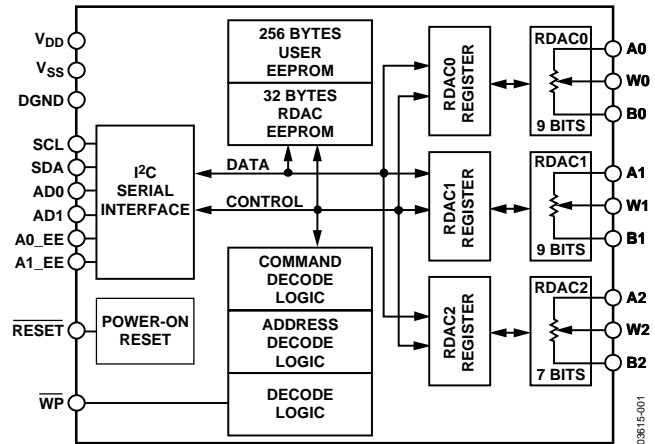 VDD
VSS
DGND
SCL
SDA
AD0
AD1
A0_EE
A1_EE
RESET
WP
I2C
SERIAL
INTERFACE
POWER-ON
RESET
256 BYTES
USER
EEPROM
32 BYTES
RDAC
EEPROM
DATA
CONTROL
COMMAND
DECODE
LOGIC
ADDRESS
DECODE
LOGIC
DECODE
LOGIC
RDAC0
REGISTER
RDAC1
REGISTER
RDAC2
REGISTER
RDAC0
9 BITS
RDAC1
9 BITS
RDAC2
7 BITS
A0
W0
B0
A1
W1
B1
A2
W2
B2
03615-001